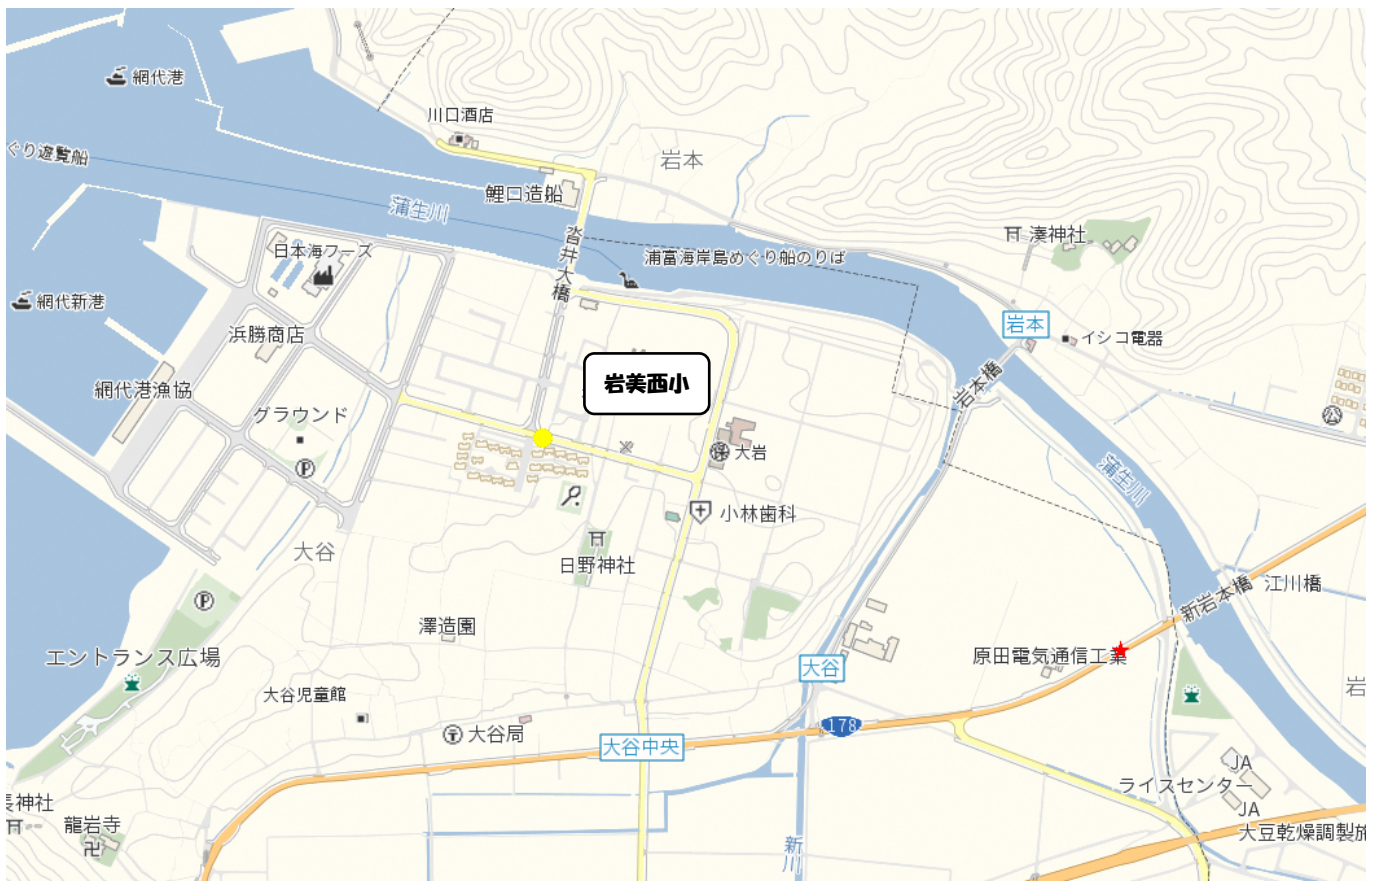 網代港
川口酒店
ぐり遊覧船
岩本
鯉口造船
蒲生川
湊神社
日本海フーズ
沓井大橋
浦富海岸島めぐり船のりば
網代新港
浜勝商店
岩本
イシコ電器
岩美西小
岩本橋
網代港漁協
グラウンド
大岩
蒲生川
小林歯科
大谷
日野神社
江川橋
新岩本橋
澤造園
エントランス広場
原田電気通信工業
大谷
大谷児童館
岩
178
大谷局
大谷中央
JA
ライスセンター
長神社
JA
龍岩寺
大豆乾燥調製施
新川